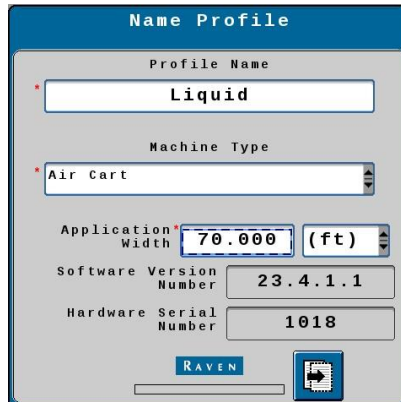 Name Profile
Profile Name
* Liquid
Machine Type
* Air Cart
Application * 70.000 (ft)
Width
Software Version 23.4.1.1
Number
Hardware Serial 1018
Number
RAVEN